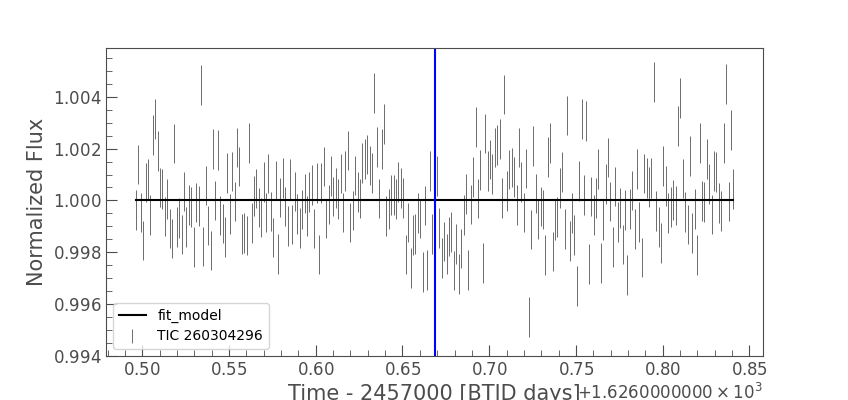 Normalized Flux
1.004
1.002
1.000
0.998
0.996
0.994
fit_model
TIC 260304296
0.50 0.55 0.60 0.65 0.70 0.75 0.80 0.85
Time - 2457000 [BTJD days] +1.6260000000 × 10³